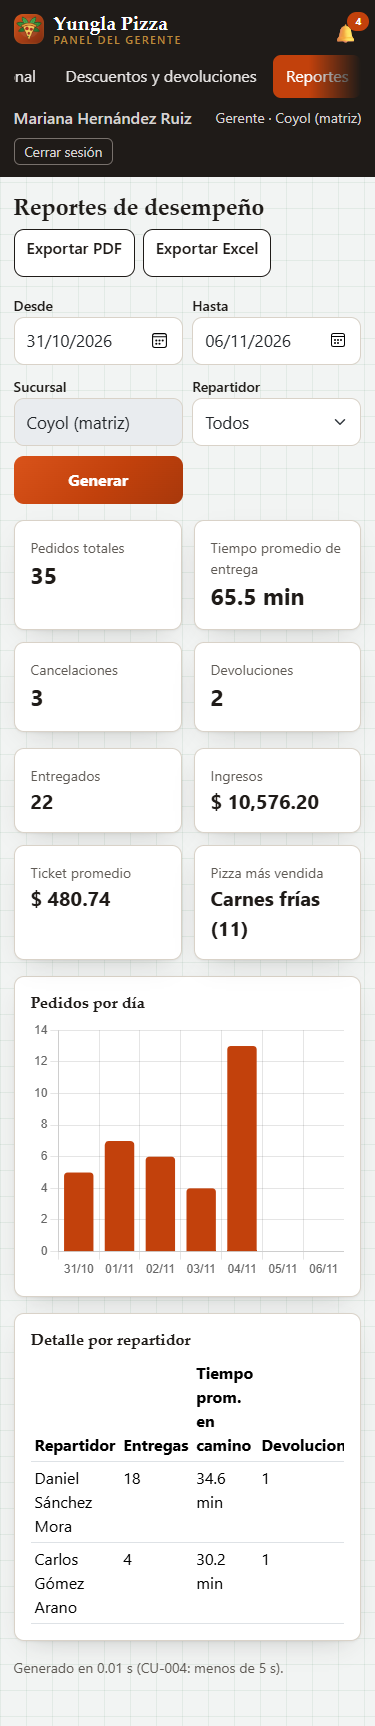 Yungla Pizza
PANEL DEL GERENTE
4
nal Descuentos y devoluciones Reportes
Mariana Hernández Ruiz Gerente · Coyol (matriz)
Cerrar sesión
Reportes de desempeño
Exportar PDF Exportar Excel
Desde Hasta
31/10/2026 06/11/2026
Sucursal Repartidor
Coyol (matriz) Todos
Generar
Pedidos totales
35
Tiempo promedio de
entrega
65.5 min
Cancelaciones
3
Devoluciones
2
Entregados
22
Ingresos
$ 10,576.20
Ticket promedio
$ 480.74
Pizza más vendida
Carnes frías
(11)
Pedidos por día
14
12
10
8
6
4
2
0
31/10 01/11 02/11 03/11 04/11 05/11 06/11
Detalle por repartidor
Tiempo
prom.
en
Repartidor Entregas camino Devolucion
Daniel 18 34.6 1
Sánchez min
Mora
Carlos 4 30.2 1
Gómez min
Arano
Generado en 0.01 s (CU-004: menos de 5 s).